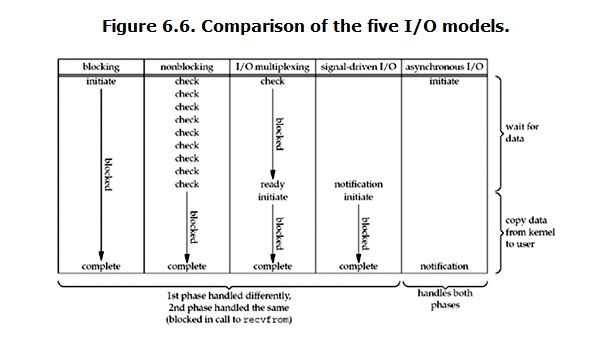 Figure 6.6. Comparison of the five I/O models.
blocking nonblocking I/O multiplexing signal-driven I/O asynchronous I/O
initiate check check initiate
check
check
check
check
check
check
check
check ready notification
initiate initiate
blocked
blocked
blocked
blocked
blocked
complete complete complete complete notification
wait for
data
copy data
from kernel
to user
1st phase handled differently,
2nd phase handled the same
(blocked in call to recvfrom)
handles both
phases